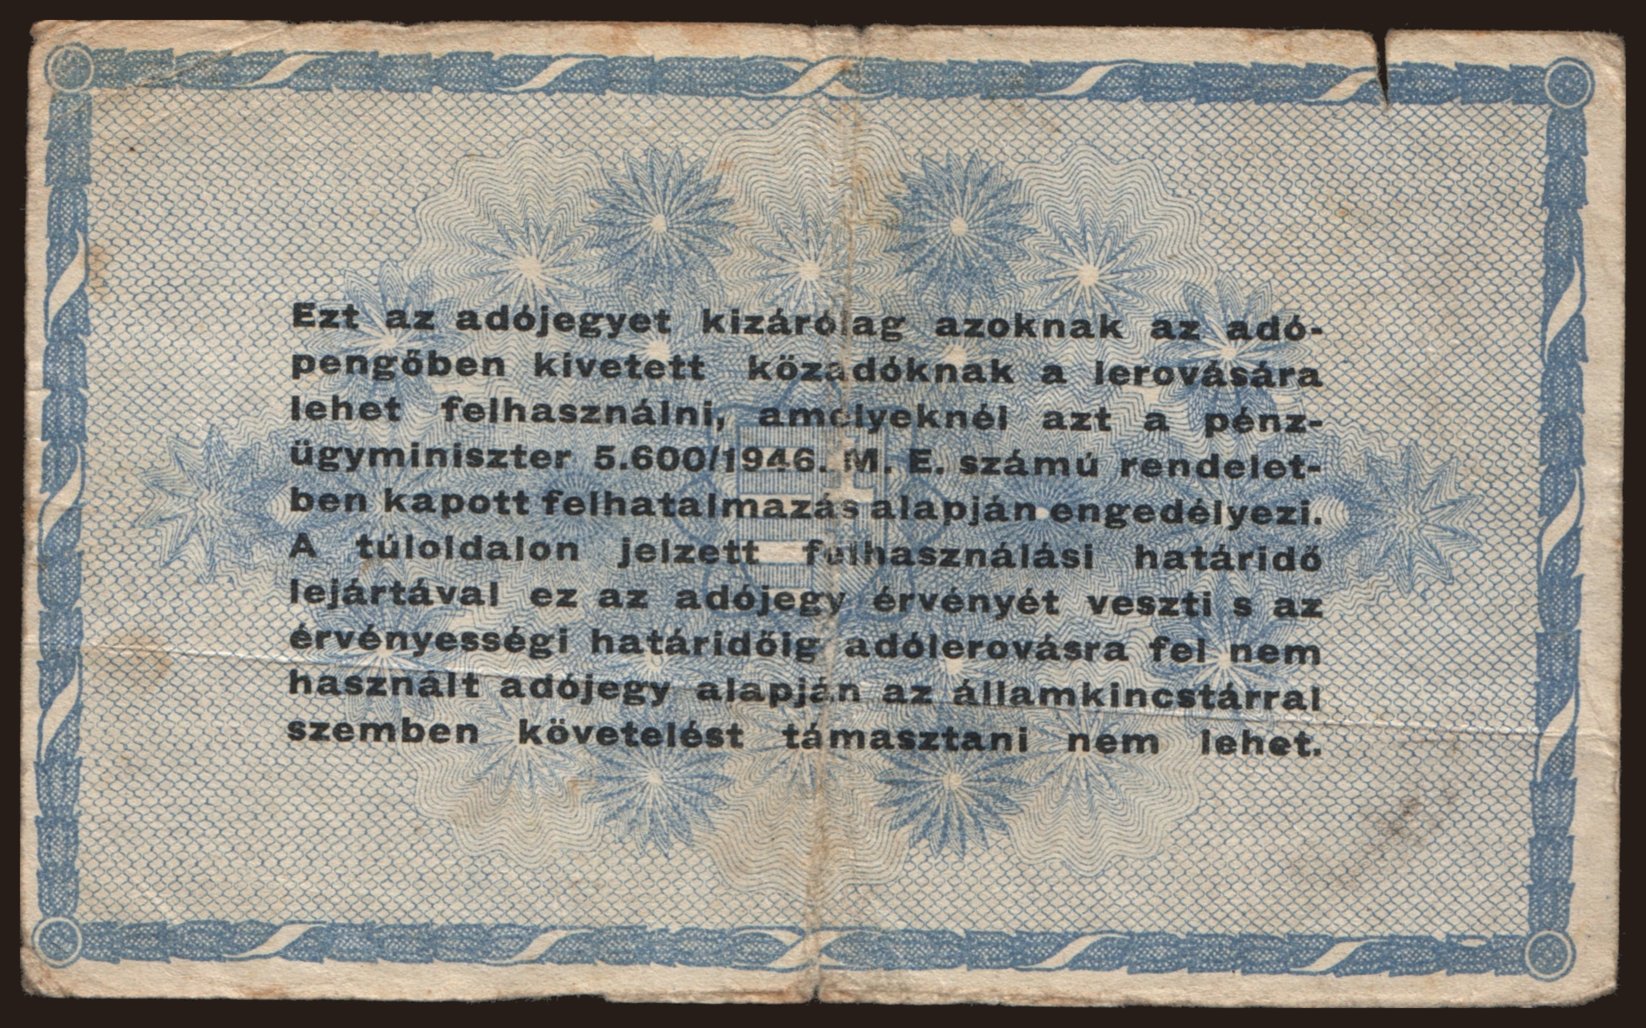 Ezt az adójegyet kizárólag azoknak az adó-
pengőben kivetett közadóknak a lerovására
lehet felhasználni, amelyeknél azt a pénz-
ügyminiszter 5.600/1946. M. E. számú rendelet-
ben kapott felhatalmazás alapján engedélyezi.
A túloldalon jelzett felhasználási határidő
lejártával ez az adójegy érvényét veszti s az
érvényességi határidőig adólerovásra fel nem
használt adójegy alapján az államkincstárral
szemben követelést támasztani nem lehet.